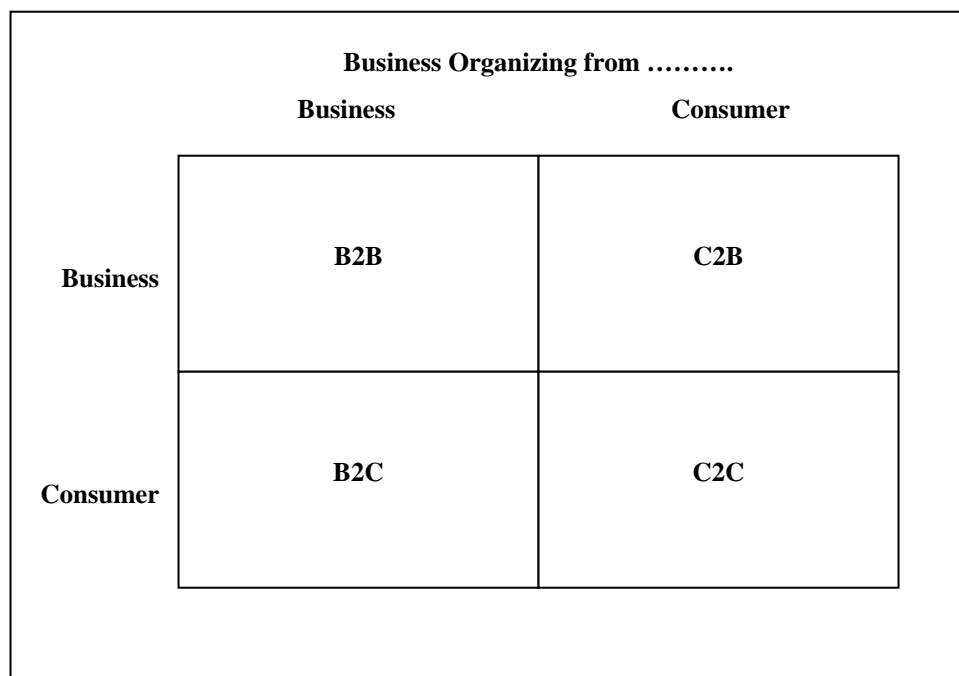 Business Organizing from ……….
Business Consumer
Business B2B C2B
Consumer B2C C2C